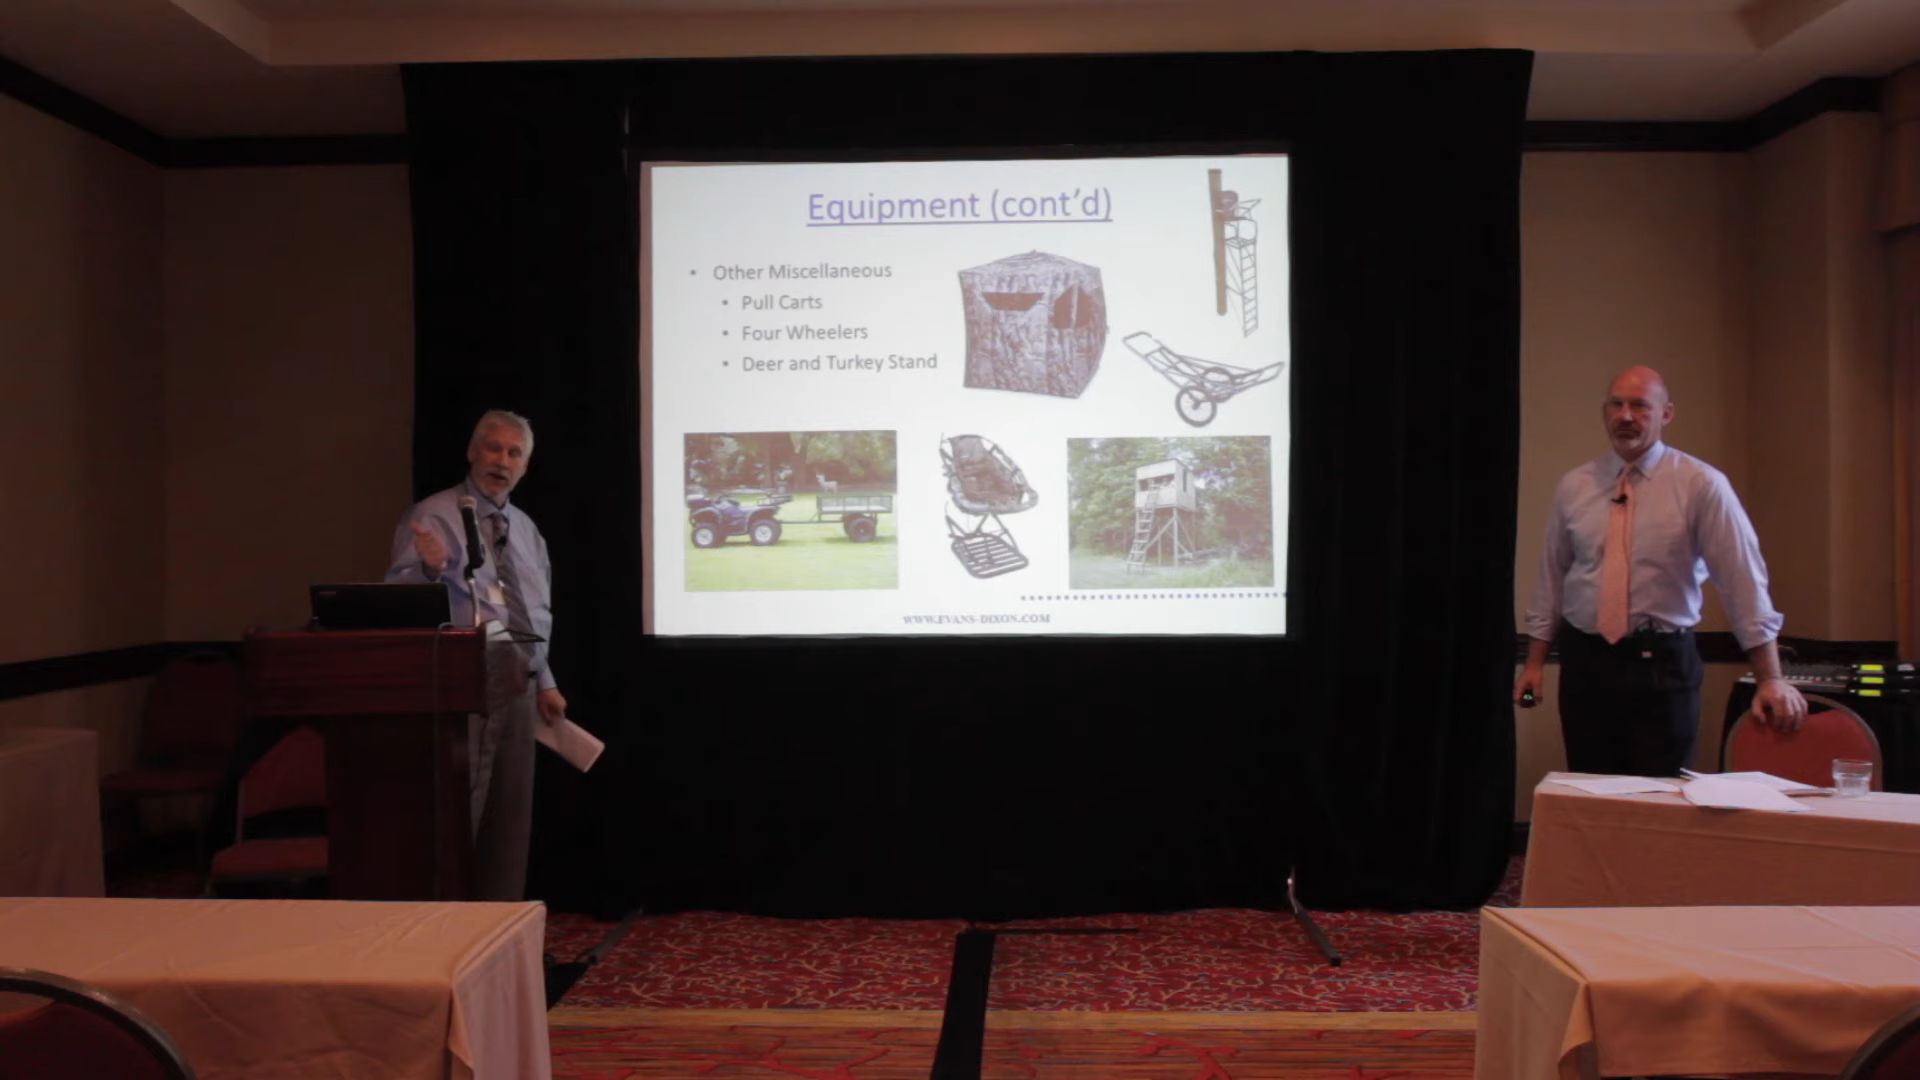 Equipment (cont'd)
• Other Miscellaneous
• Pull Carts
• Four Wheelers
• Deer and Turkey Stand
WWW.EVANS-DIXON.COM